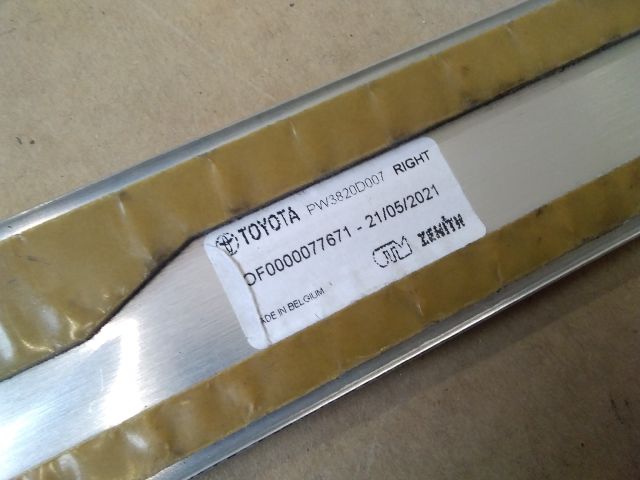 TOYOTA PW3820D007 RIGHT
OF0000077671 - 21/05/2021
ZENITH
ADE IN BELGIUM